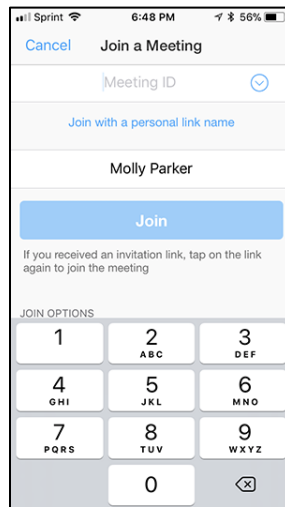 Sprint 6:48 PM 56%
Cancel Join a Meeting
Meeting ID
Join with a personal link name
Molly Parker
Join
If you received an invitation link, tap on the link
again to join the meeting
JOIN OPTIONS
1 2 3
ABC DEF
4 5 6
GHI JKL MNO
7 8 9
PQRS TUV WXYZ
0